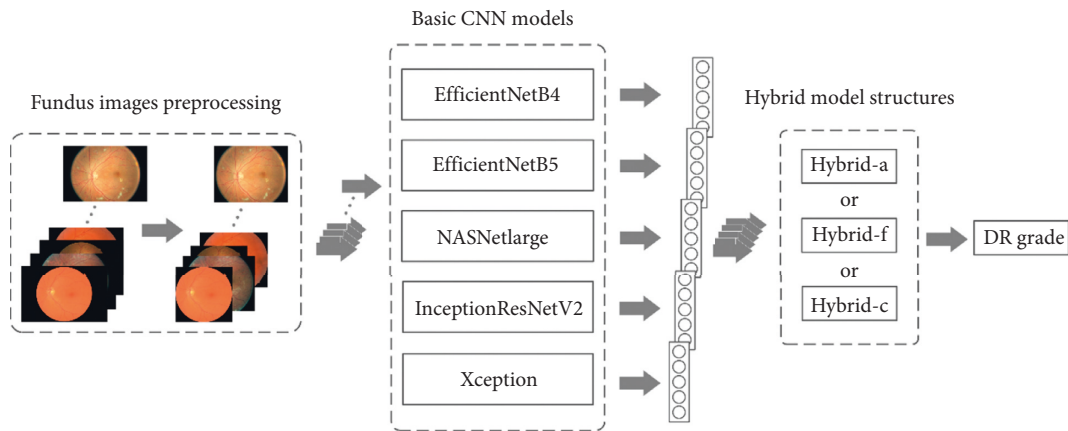 Basic CNN models
Fundus images preprocessing
EfficientNetB4
EfficientNetB5
NASNetlarge
InceptionResNetV2
Xception
Hybrid model structures
Hybrid-a
or
Hybrid-f
or
Hybrid-c
DR grade